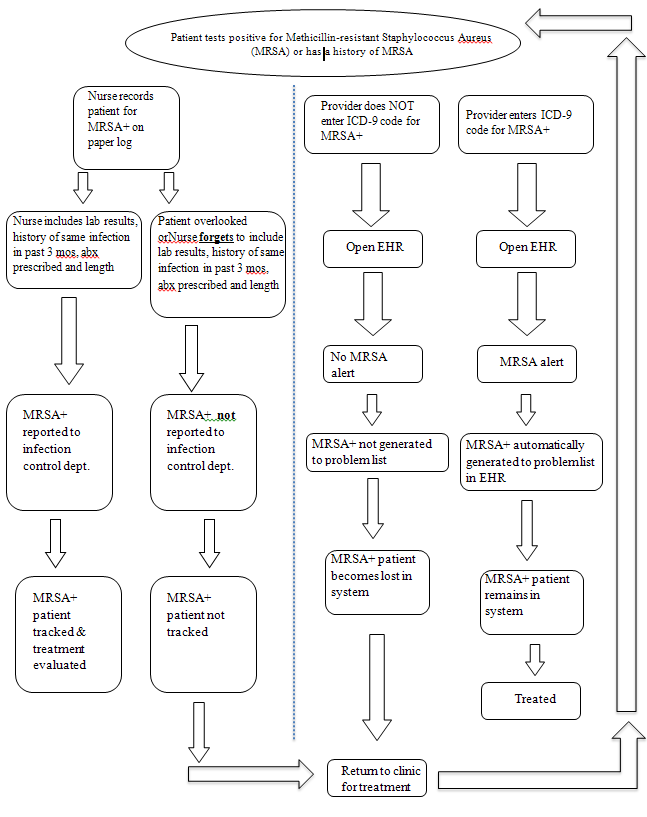 Patient tests positive for Methicillin-resistant Staphylococcus Aureus
(MRSA) or has a history of MRSA
Nurse records
patient for
MRSA+ on
paper log
Nurse includes lab results,
history of same infection
in past 3 mos, abx
prescribed and length
Patient overlooked
orNurse forgets to include
lab results, history of same
infection in past 3 mos,
abx prescribed and length
MRSA+
reported to
infection
control dept.
MRSA+ not
reported to
infection
control dept.
MRSA+
patient
tracked &
treatment
evaluated
MRSA+
patient not
tracked
Provider does NOT
enter ICD-9 code for
MRSA+
Open EHR
No MRSA
alert
MRSA+ not generated
to problem list
MRSA+ patient
becomes lost in
system
Provider enters ICD-9
code for MRSA+
Open EHR
MRSA alert
MRSA+ automatically
generated to problem list
in EHR
MRSA+ patient
remains in
system
Treated
Return to clinic
for treatment